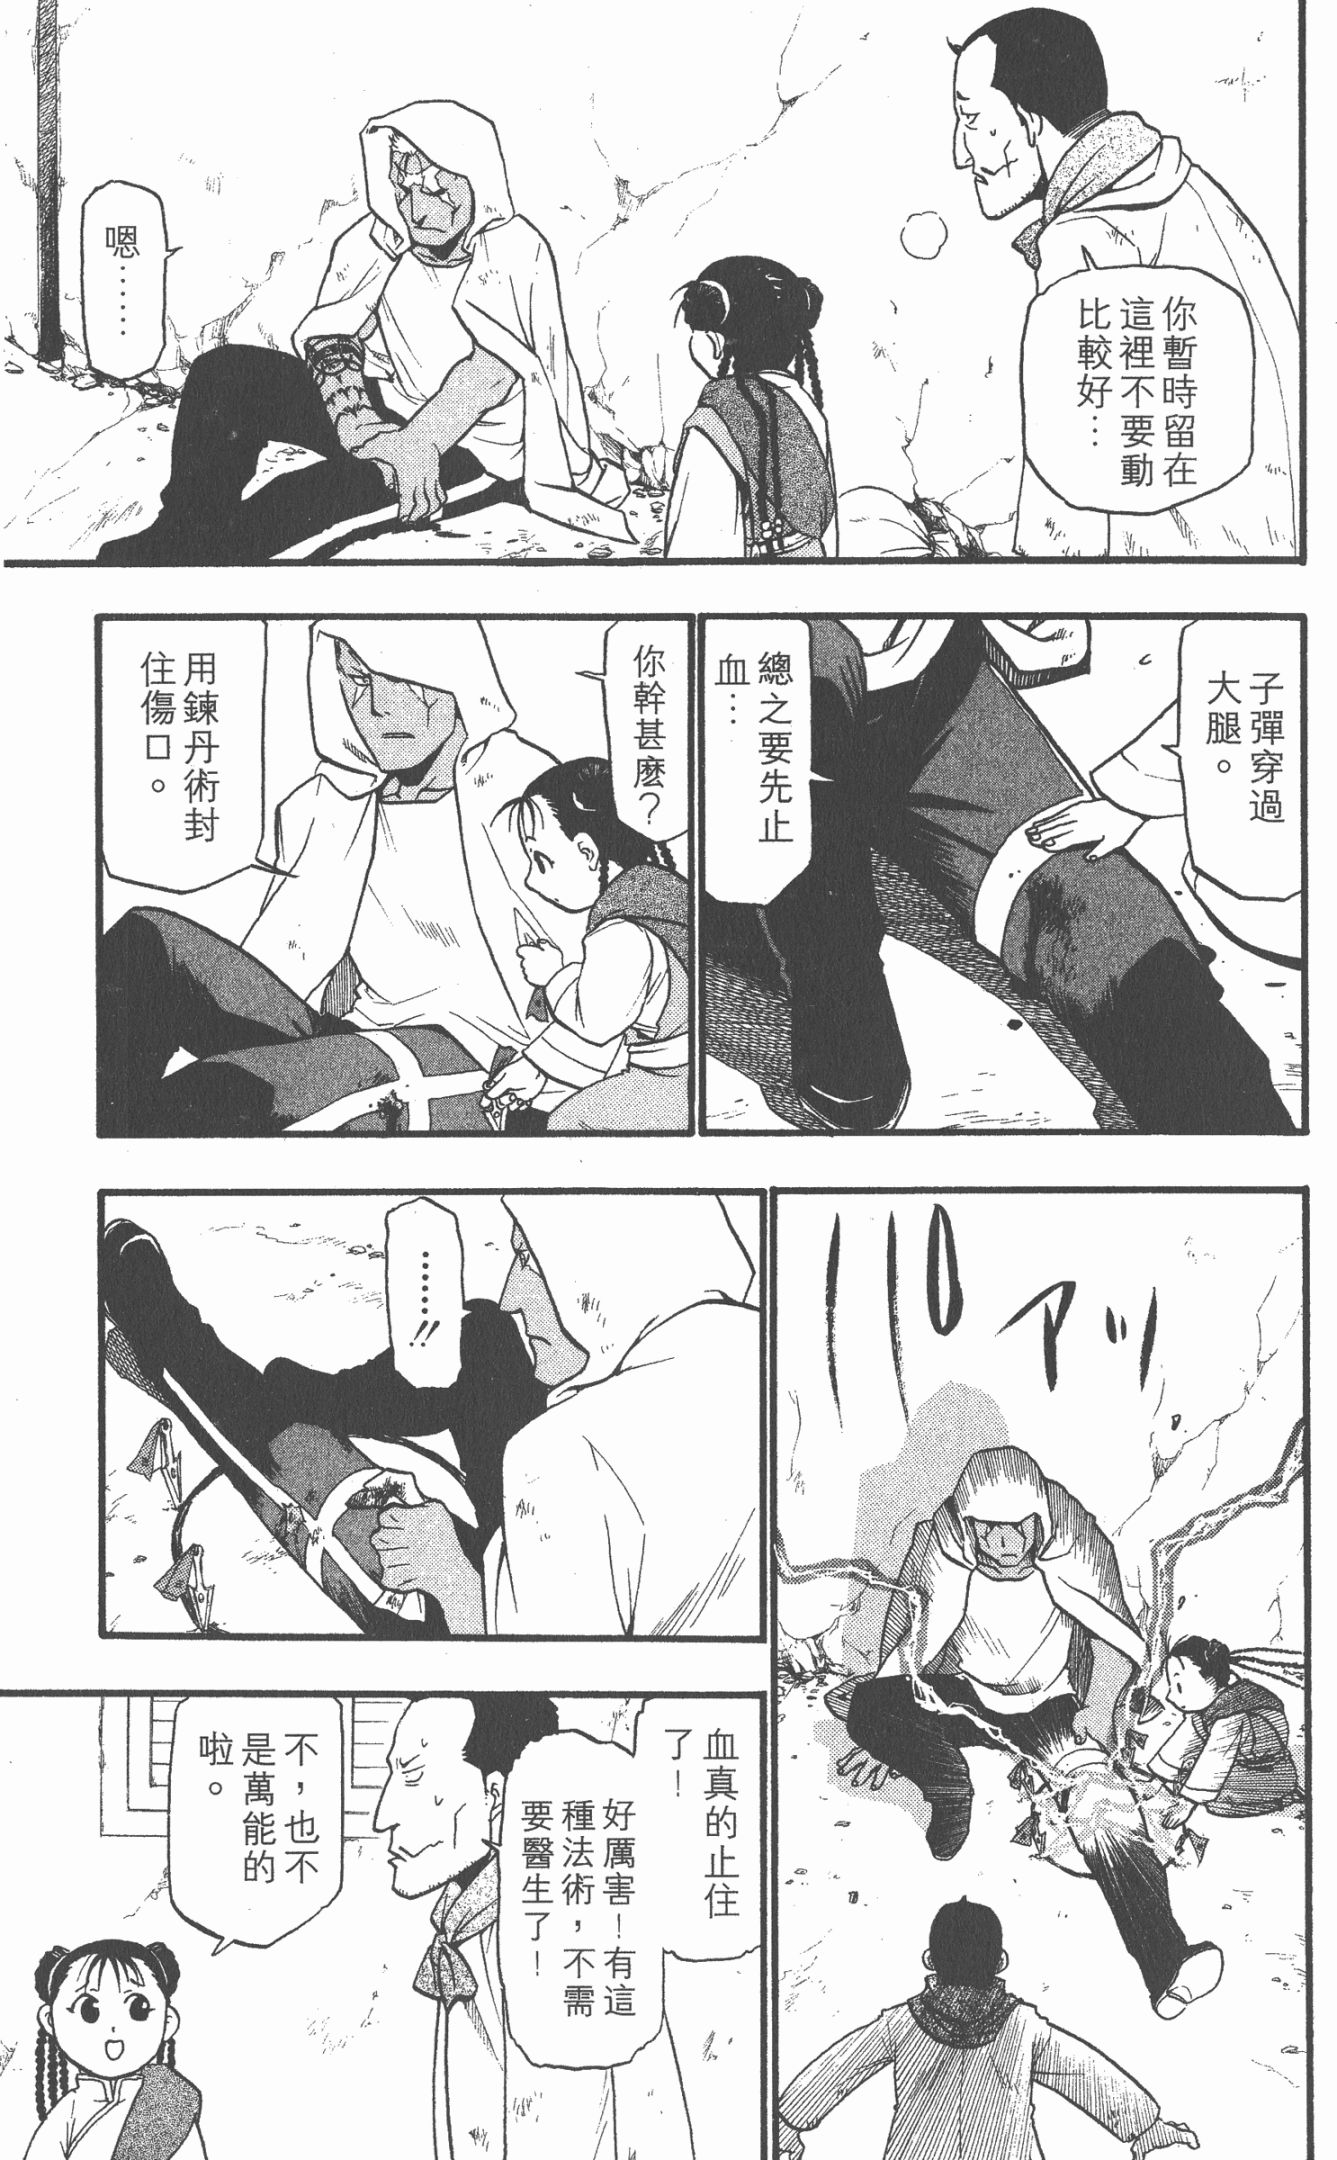 你暫時留在
這裡不要動
比較好…
嗯……
子彈穿過
大腿。
總之要先止
血…
你幹甚麼？
用鍊丹術封
住傷口。
パアッ
……!!
血真的止住
了！
好厲害！有這
種法術，不需
要醫生了！
不，也不
是萬能的
啦。